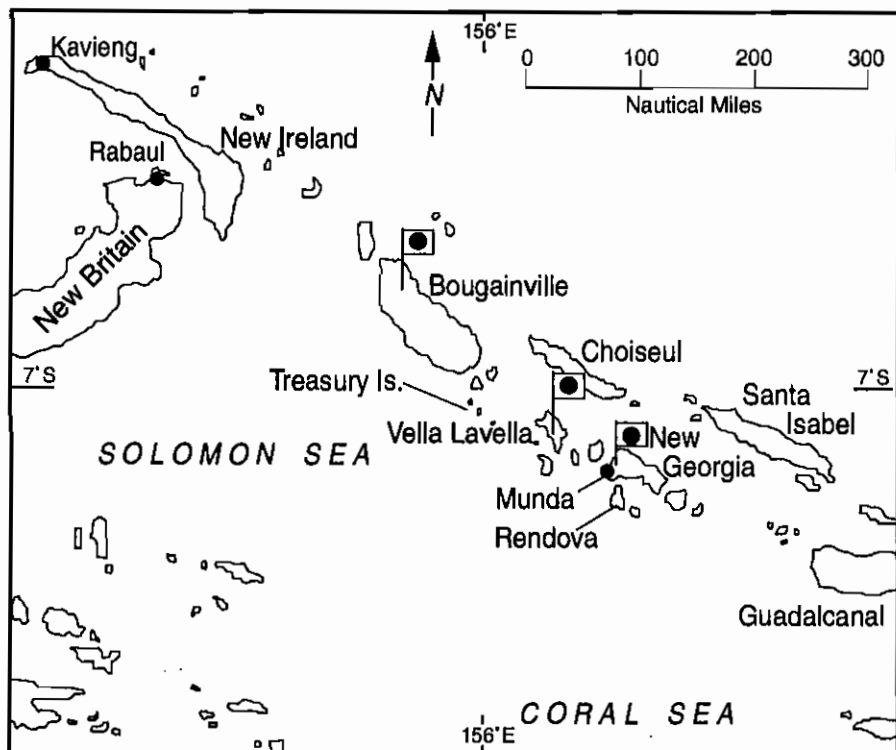 156°E
0 100 200 300
Nautical Miles
N
Kavieng
New Ireland
Rabaul
New Britain
Bougainville
Choiseul
7°S
7°S
Treasury Is.
Santa
Isabel
Vella Lavella
New
Georgia
SOLOMON SEA
Munda
Rendova
Guadalcanal
CORAL SEA
156°E